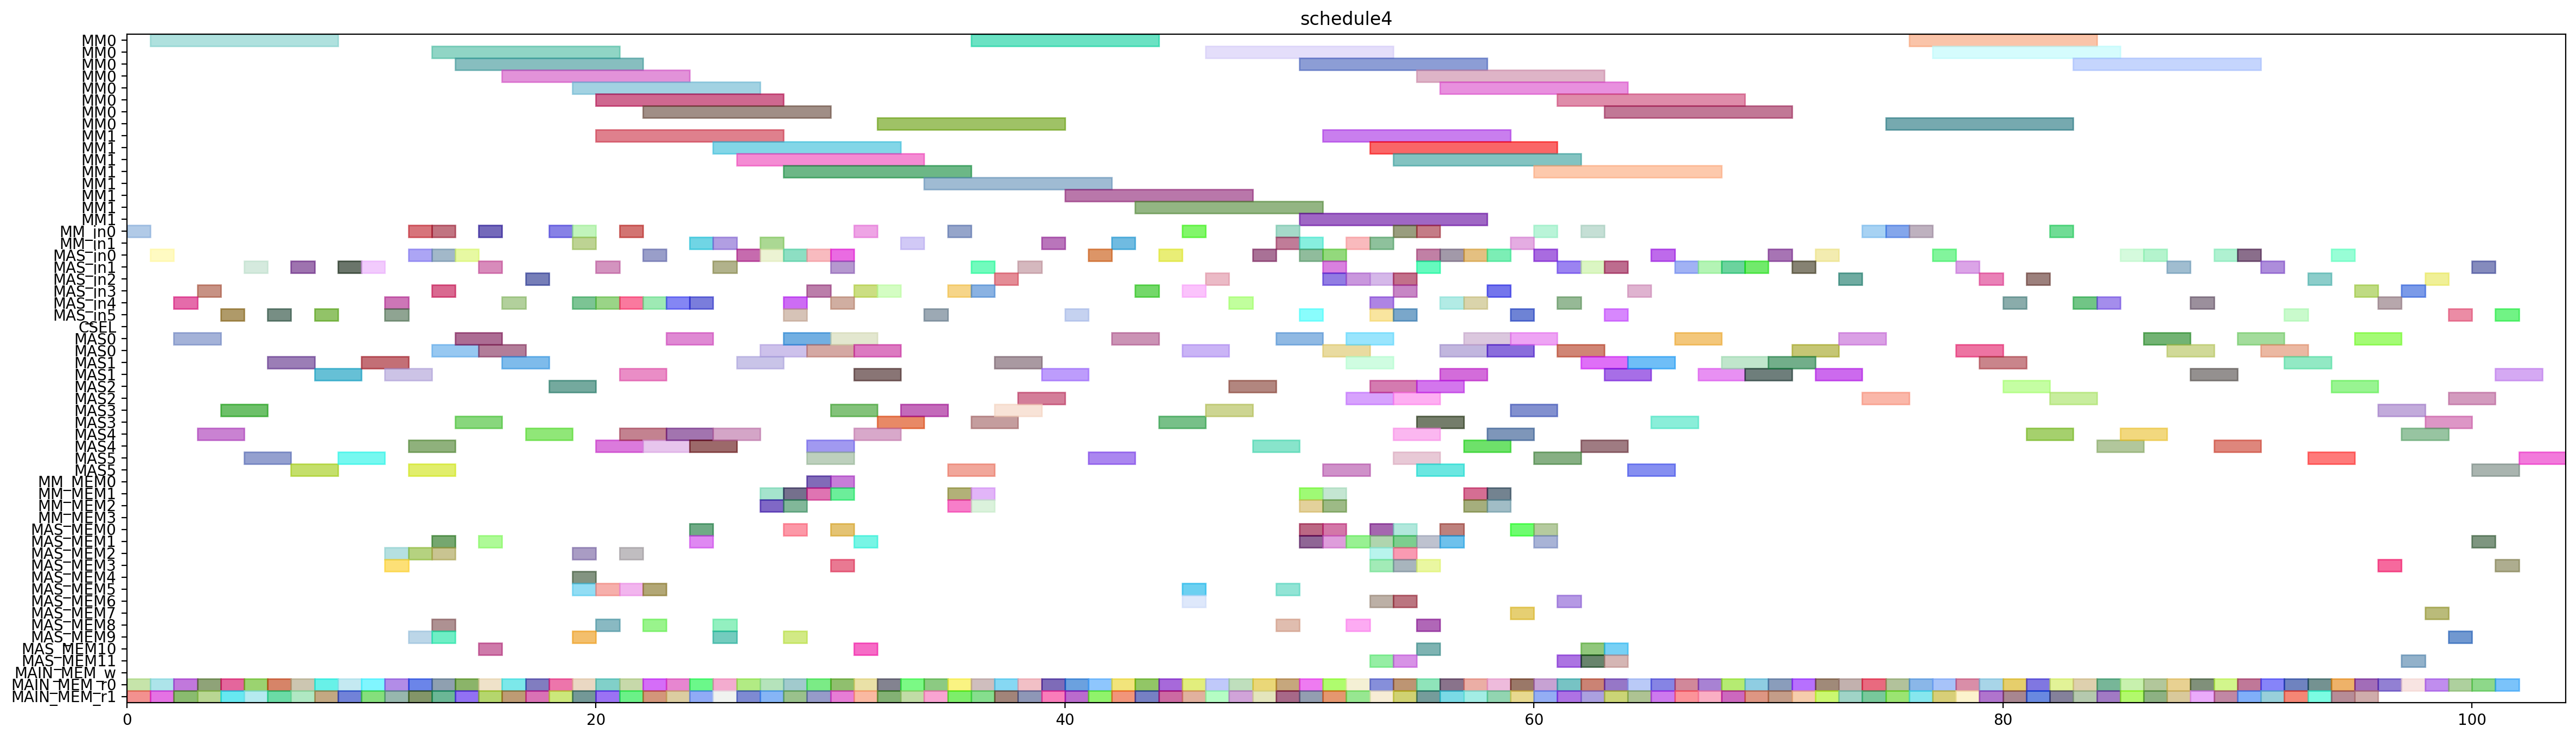 schedule4
MM0
MM0
MM0
MM0
MM0
MM0
MM0
MM0
MM1
MM1
MM1
MM1
MM1
MM1
MM1
MM1
MM_in0
MM_in1
MAS_in0
MAS_in1
MAS_in2
MAS_in3
MAS_in4
MAS_in5
CSEL
MAS0
MAS0
MAS1
MAS1
MAS2
MAS2
MAS3
MAS3
MAS4
MAS4
MAS5
MAS5
MM_MEM0
MM_MEM1
MM_MEM2
MM_MEM3
MAS_MEM0
MAS_MEM1
MAS_MEM2
MAS_MEM3
MAS_MEM4
MAS_MEM5
MAS_MEM6
MAS_MEM7
MAS_MEM8
MAS_MEM9
MAS_MEM10
MAS_MEM11
MAIN_MEM_w
MAIN_MEM_r0
MAIN_MEM_r1
0 20 40 60 80 100